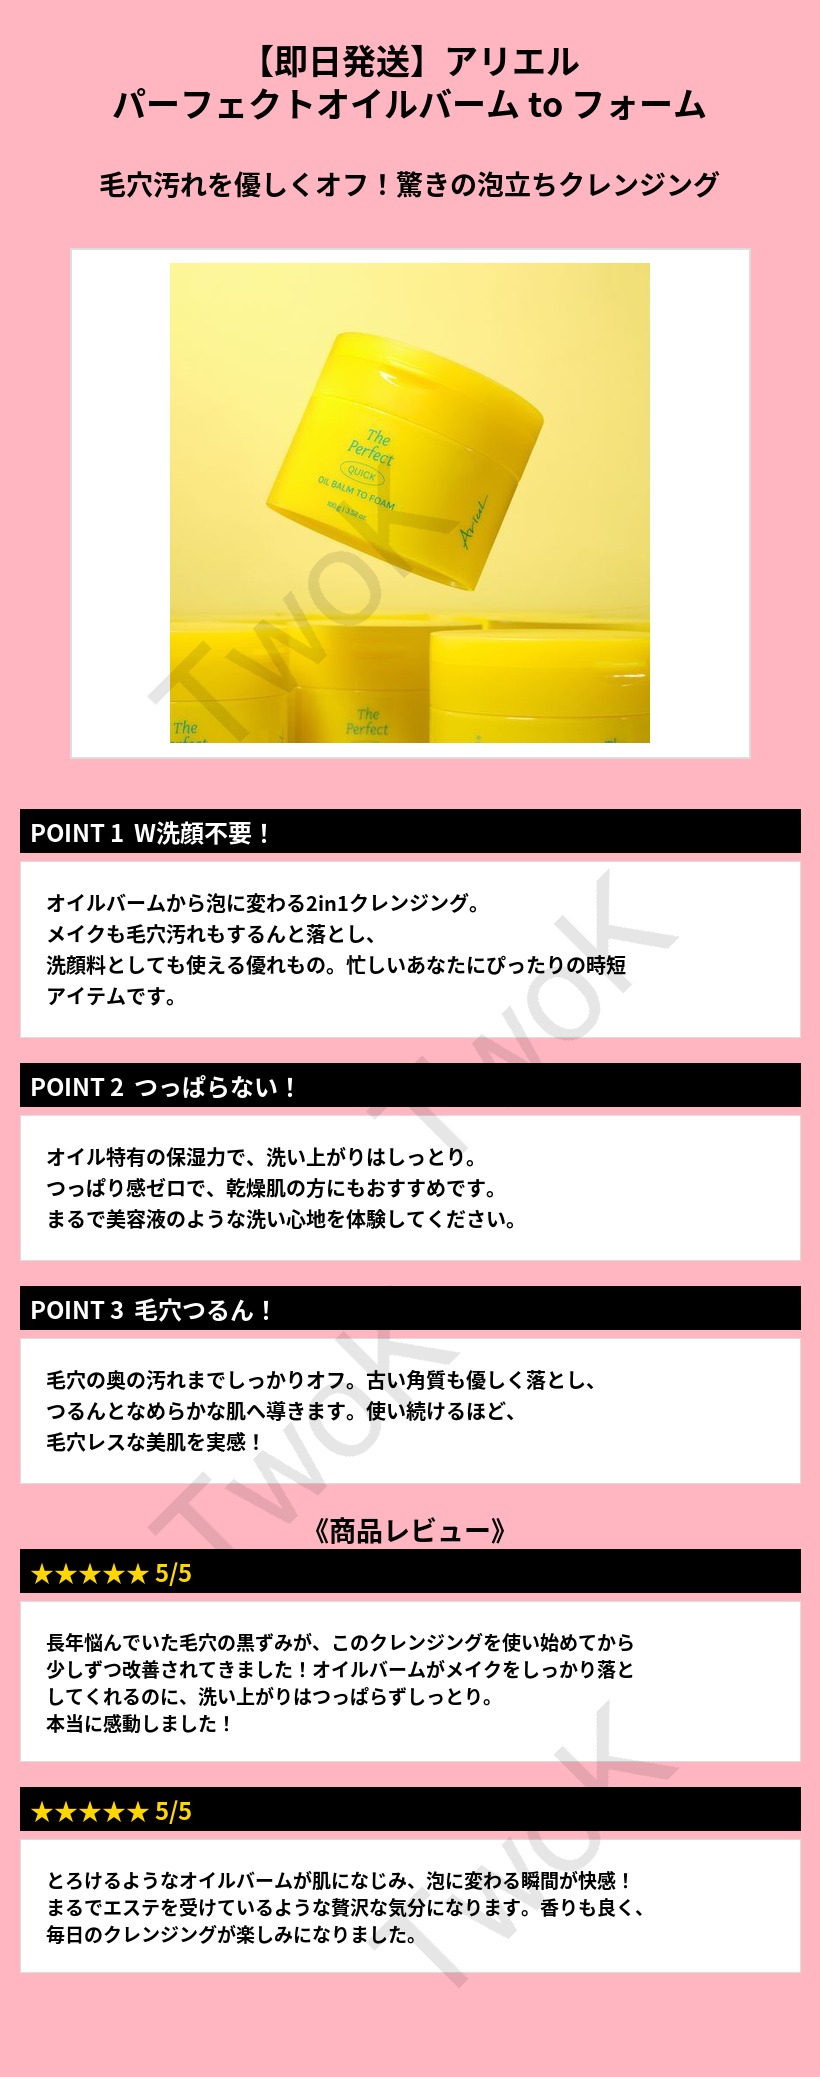 【即日発送】アリエル
パーフェクトオイルバーム to フォーム
毛穴汚れを優しくオフ！驚きの泡立ちクレンジング
The
Perfect
QUICK
OIL BALM TO FOAM
100g | 3.52 oz
Ariul
The
Perfect
The
Perfect
TwoK
POINT 1 W洗顔不要！
オイルバームから泡に変わる2in1クレンジング。
メイクも毛穴汚れもするんと落とし、
洗顔料としても使える優れもの。忙しいあなたにぴったりの時短
アイテムです。
TwoK
POINT 2 つっぱらない！
オイル特有の保湿力で、洗い上がりはしっとり。
つっぱり感ゼロで、乾燥肌の方にもおすすめです。
まるで美容液のような洗い心地を体験してください。
POINT 3 毛穴つるん！
毛穴の奥の汚れまでしっかりオフ。古い角質も優しく落とし、
つるんとなめらかな肌へ導きます。使い続けるほど、
毛穴レスな美肌を実感！
TwoK
《商品レビュー》
★★★★★ 5/5
長年悩んでいた毛穴の黒ずみが、このクレンジングを使い始めてから
少しずつ改善されてきました！オイルバームがメイクをしっかり落と
してくれるのに、洗い上がりはつっぱらずしっとり。
本当に感動しました！
★★★★★ 5/5
とろけるようなオイルバームが肌になじみ、泡に変わる瞬間が快感！
まるでエステを受けているような贅沢な気分になります。香りも良く、
毎日のクレンジングが楽しみになりました。
TwoK